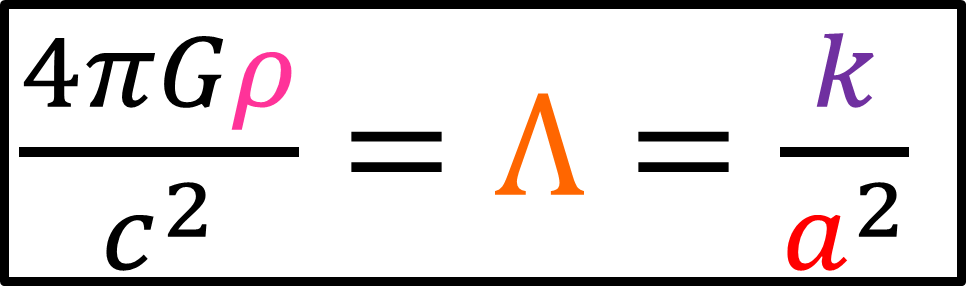 4πGρ/c² = Λ = k/a²